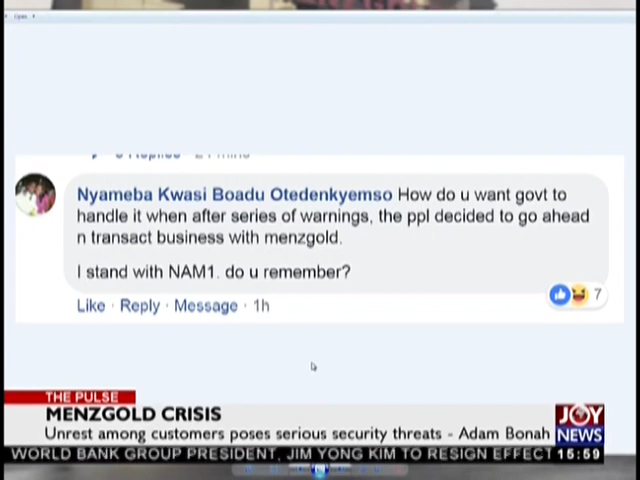 Open
Nyameba Kwasi Boadu Otedenkyemso How do u want govt to
handle it when after series of warnings, the ppl decided to go ahead
n transact business with menzgold.
I stand with NAM1. do u remember?
Like · Reply · Message · 1h
7
THE PULSE
MENZGOLD CRISIS
Unrest among customers poses serious security threats - Adam Bonah
JOY
NEWS
WORLD BANK GROUP PRESIDENT, JIM YONG KIM TO RESIGN EFFECT
15:59